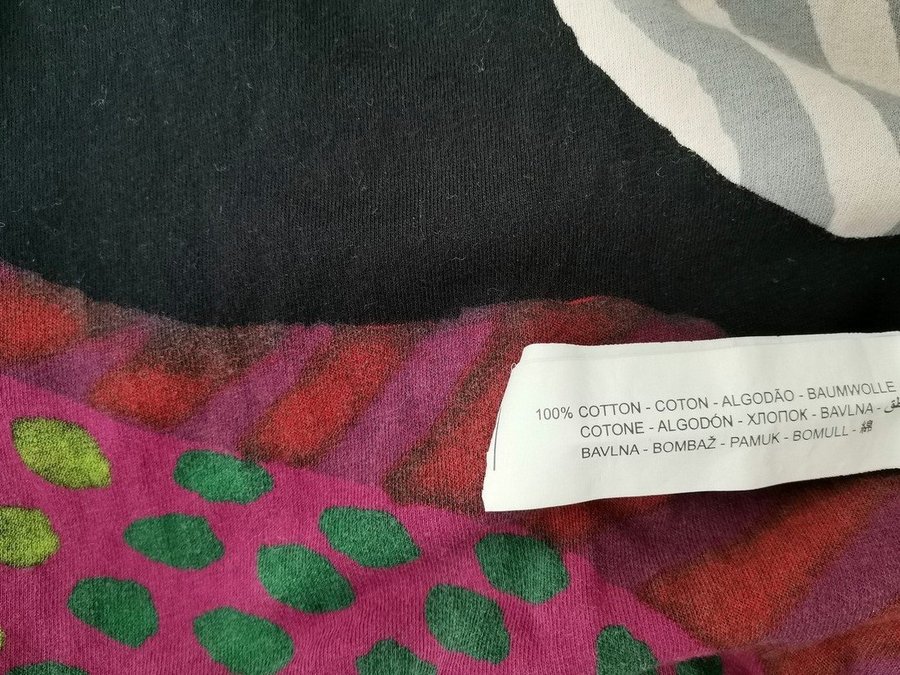 100% COTTON - COTON - ALGODÃO - BAUMWOLLE
COTONE - ALGODÓN - ХЛОПОК - BAVLNA -
BAVLNA - BOMBAŽ - PAMUK - BOMULL - 綿